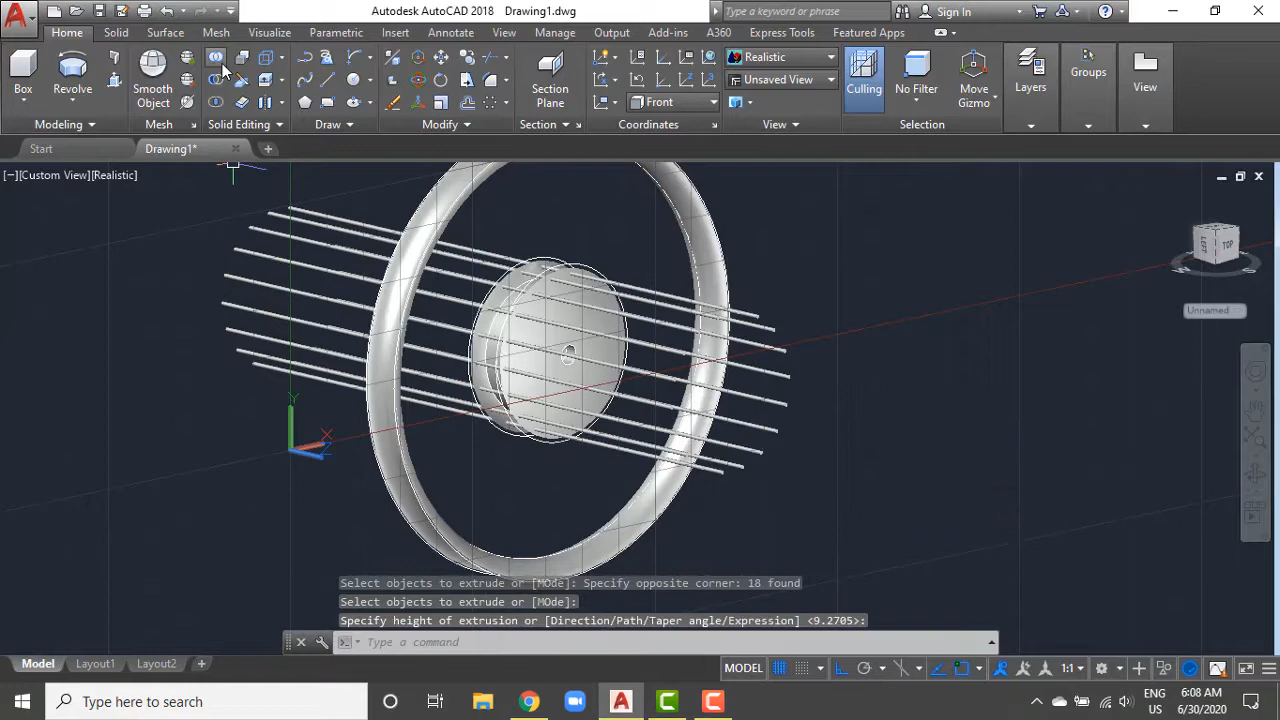 Autodesk AutoCAD 2018 Drawing1.dwg
Type a keyword or phrase
Sign In
Home Solid Surface Mesh Visualize Parametric Insert Annotate View Manage Output Add-ins A360 Express Tools Featured Apps
Box
Revolve
Smooth Object
Section Plane
Front
Realistic
Unsaved View
Culling
No Filter
Move Gizmo
Layers
Groups
View
Modeling
Mesh
Solid Editing
Draw
Modify
Section
Coordinates
View
Selection
Start
Drawing1*
[−][Custom View][Realistic]
LEFT
TOP
Unnamed
Y
X
Z
Select objects to extrude or [MOde]: Specify opposite corner: 18 found
Select objects to extrude or [MOde]:
Specify height of extrusion or [Direction/Path/Taper angle/Expression] <9.2705>:
Type a command
Model
Layout1
Layout2
MODEL
1:1
Type here to search
ENG
US
6:08 AM
6/30/2020